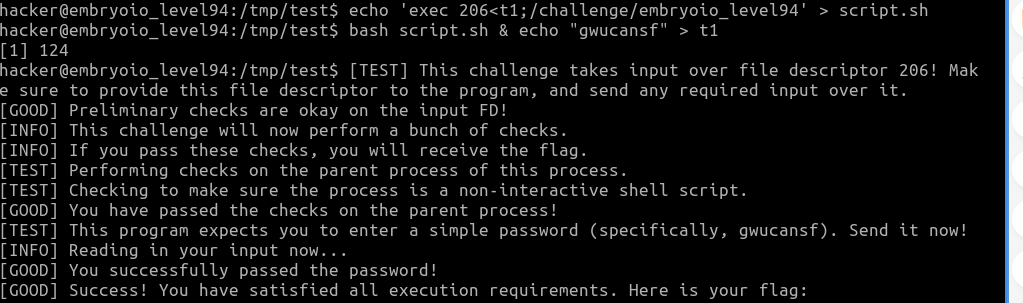 hacker@embryoio_level94:/tmp/test$ echo 'exec 206<t1;/challenge/embryoio_level94' > script.sh
hacker@embryoio_level94:/tmp/test$ bash script.sh & echo "gwucansf" > t1
[1] 124
hacker@embryoio_level94:/tmp/test$ [TEST] This challenge takes input over file descriptor 206! Mak
e sure to provide this file descriptor to the program, and send any required input over it.
[GOOD] Preliminary checks are okay on the input FD!
[INFO] This challenge will now perform a bunch of checks.
[INFO] If you pass these checks, you will receive the flag.
[TEST] Performing checks on the parent process of this process.
[TEST] Checking to make sure the process is a non-interactive shell script.
[GOOD] You have passed the checks on the parent process!
[TEST] This program expects you to enter a simple password (specifically, gwucansf). Send it now!
[INFO] Reading in your input now...
[GOOD] You successfully passed the password!
[GOOD] Success! You have satisfied all execution requirements. Here is your flag: